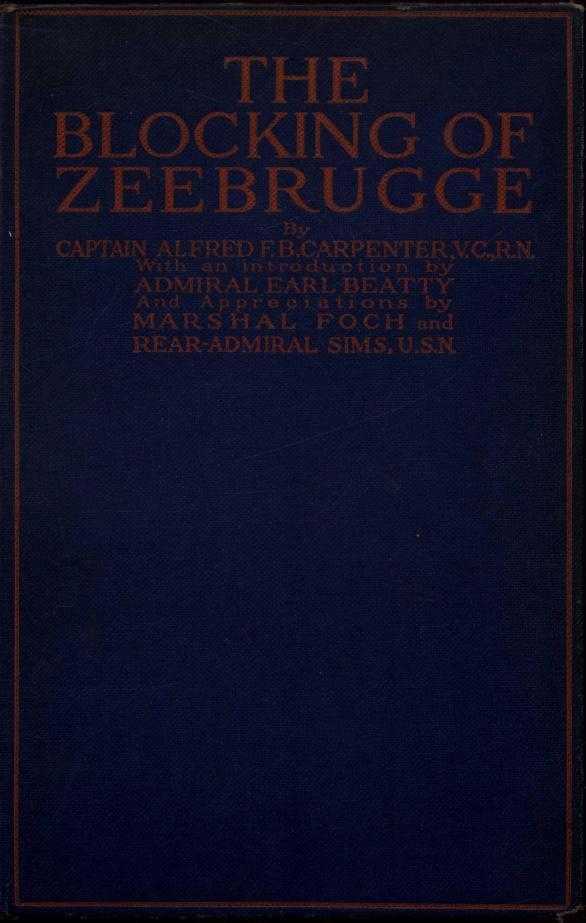 THE
BLOCKING OF
ZEEBRUGGE
By
CAPTAIN ALFRED F.B.CARPENTER,V.C.,R.N.
With an introduction by
ADMIRAL EARL BEATTY
And Appreciations by
MARSHAL FOCH and
REAR-ADMIRAL SIMS, U.S.N.